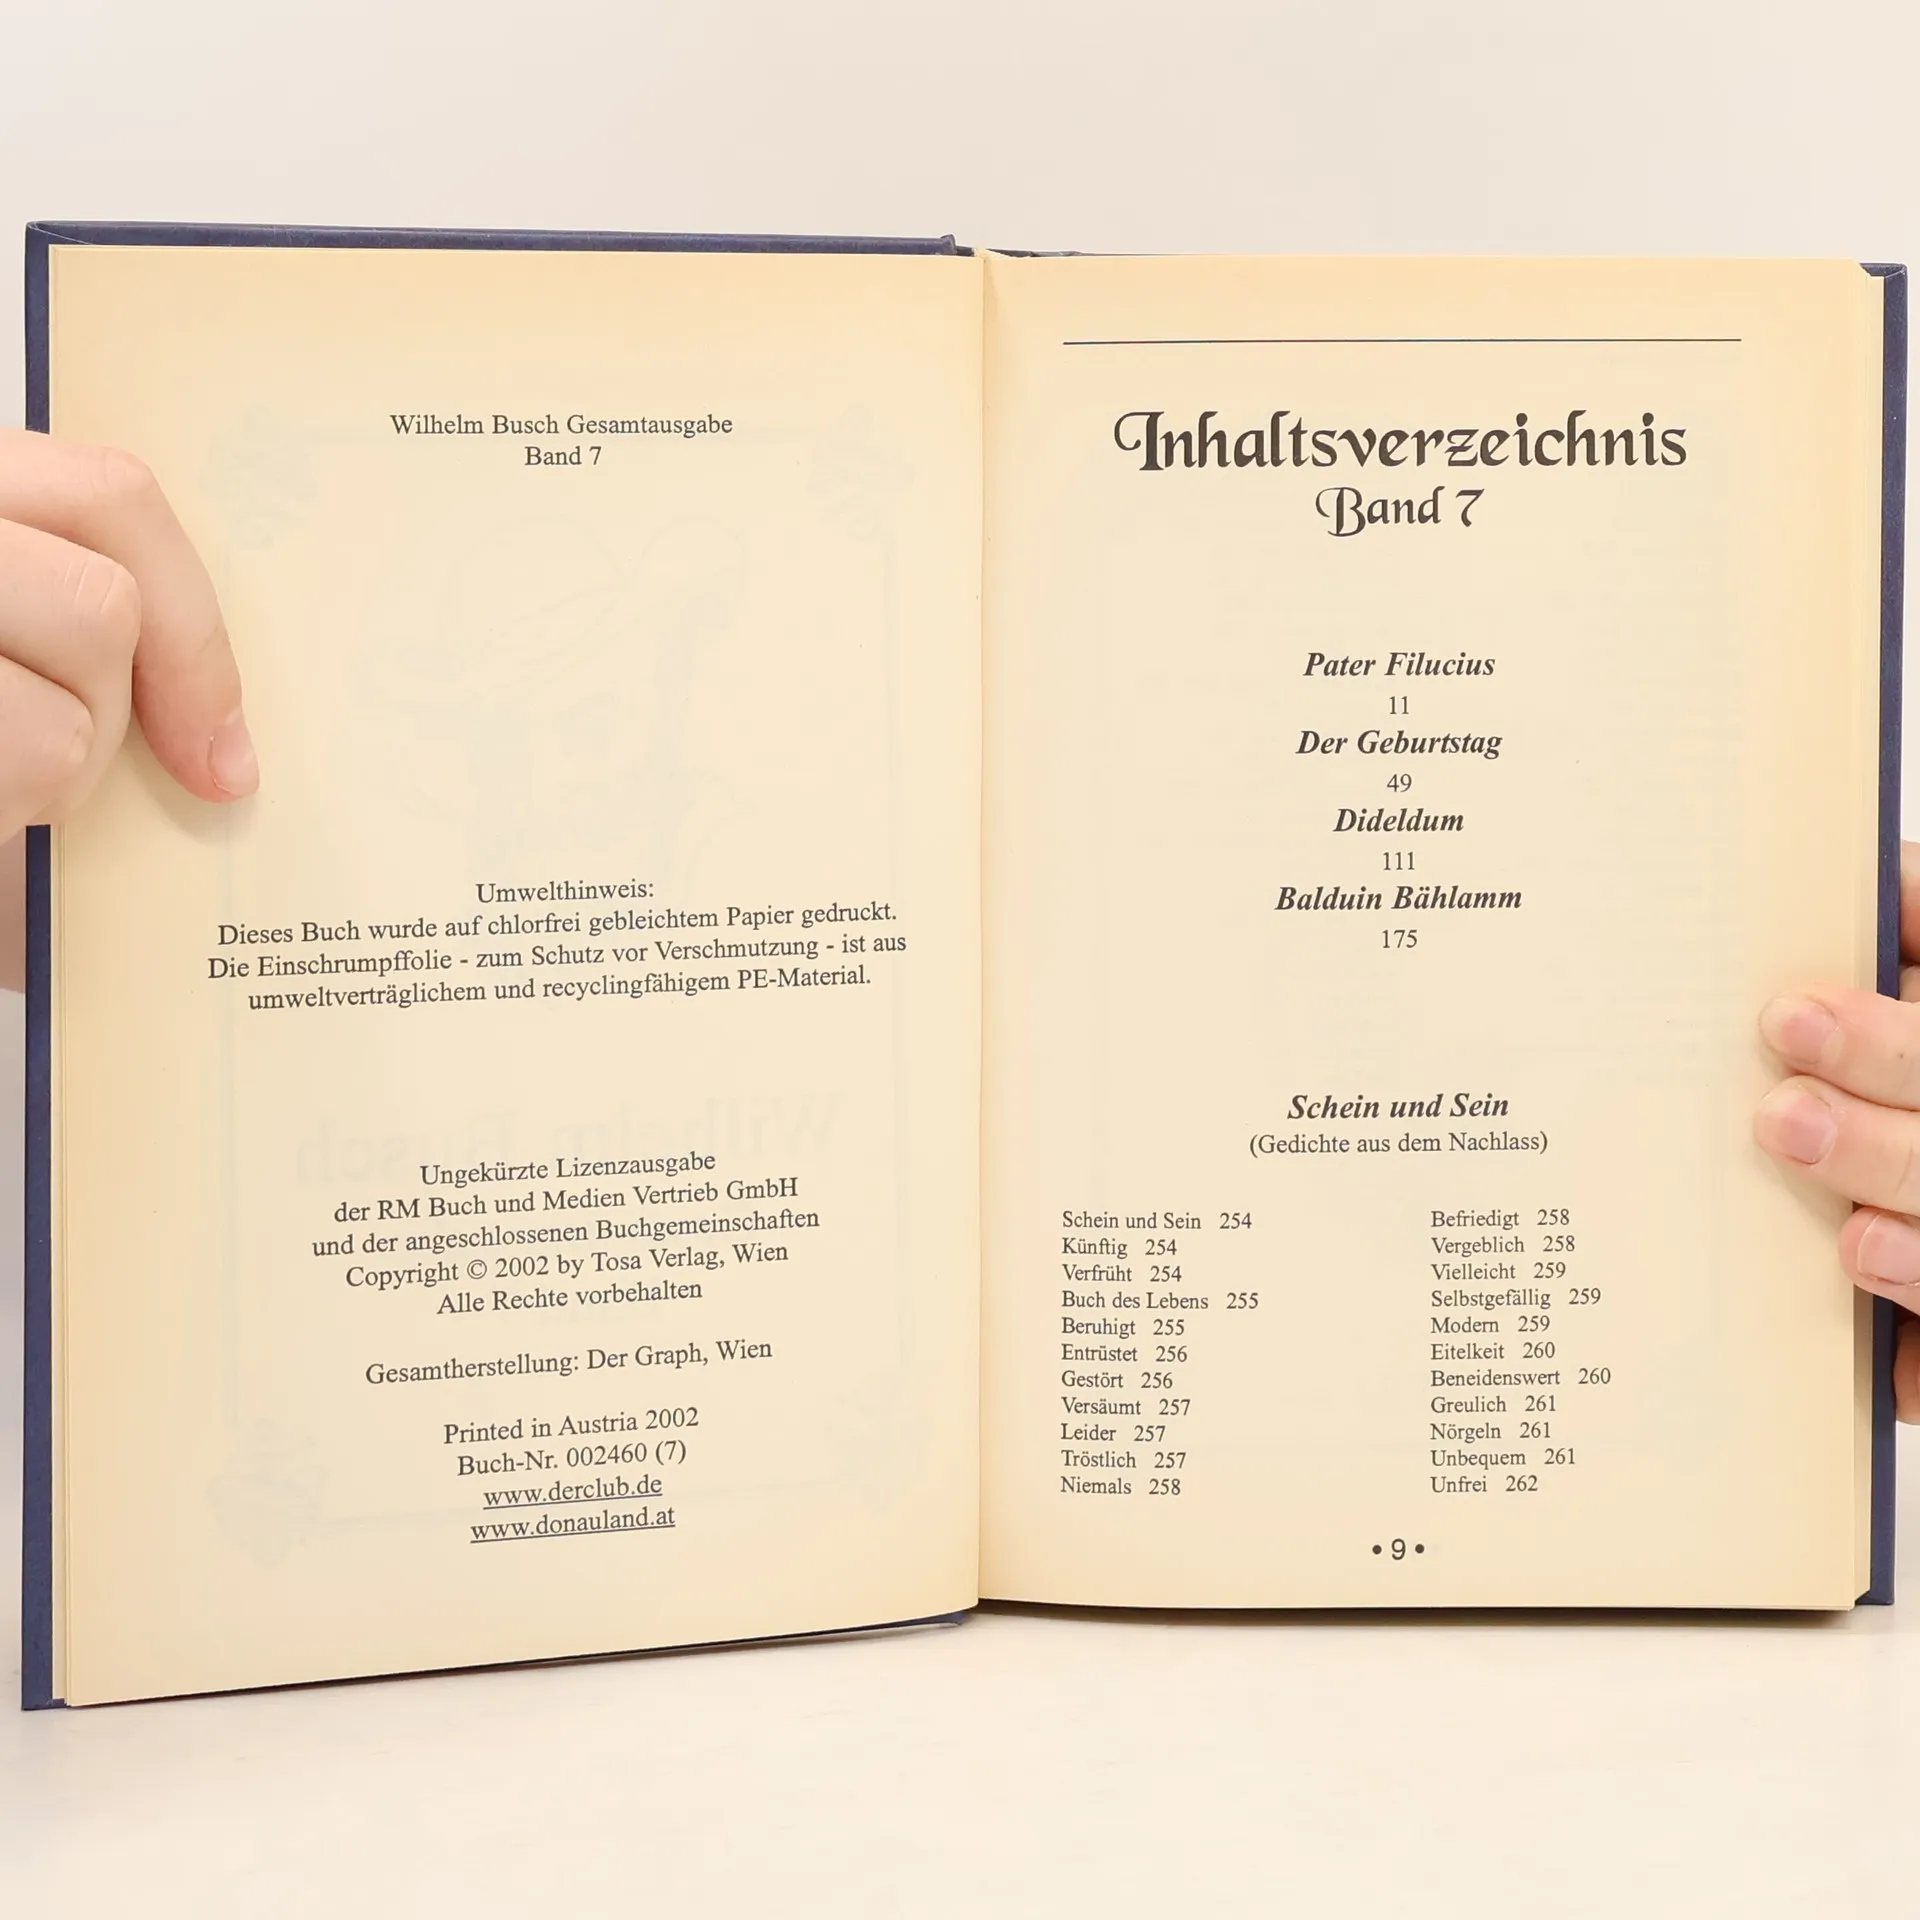 Wilhelm Busch Gesamtausgabe
Band 7
Umwelthinweis:
Dieses Buch wurde auf chlorfrei gebleichtem Papier gedruckt.
Die Einschrumpffolie - zum Schutz vor Verschmutzung - ist aus
umweltverträglichem und recyclingfähigem PE-Material.
Ungekürzte Lizenzausgabe
der RM Buch und Medien Vertrieb GmbH
und der angeschlossenen Buchgemeinschaften
Copyright © 2002 by Tosa Verlag, Wien
Alle Rechte vorbehalten
Gesamtherstellung: Der Graph, Wien
Printed in Austria 2002
Buch-Nr. 002460 (7)
www.derclub.de
www.donauland.at
Inhaltsverzeichnis
Band 7
Pater Filucius
11
Der Geburtstag
49
Dideldum
111
Balduin Bählamm
175
Schein und Sein
(Gedichte aus dem Nachlass)
Schein und Sein 254
Künftig 254
Verfrüht 254
Buch des Lebens 255
Beruhigt 255
Entrüstet 256
Gestört 256
Versäumt 257
Leider 257
Tröstlich 257
Niemals 258
Befriedigt 258
Vergeblich 258
Vielleicht 259
Selbstgefällig 259
Modern 259
Eitelkeit 260
Beneidenswert 260
Greulich 261
Nörgeln 261
Unbequem 261
Unfrei 262
• 9 •